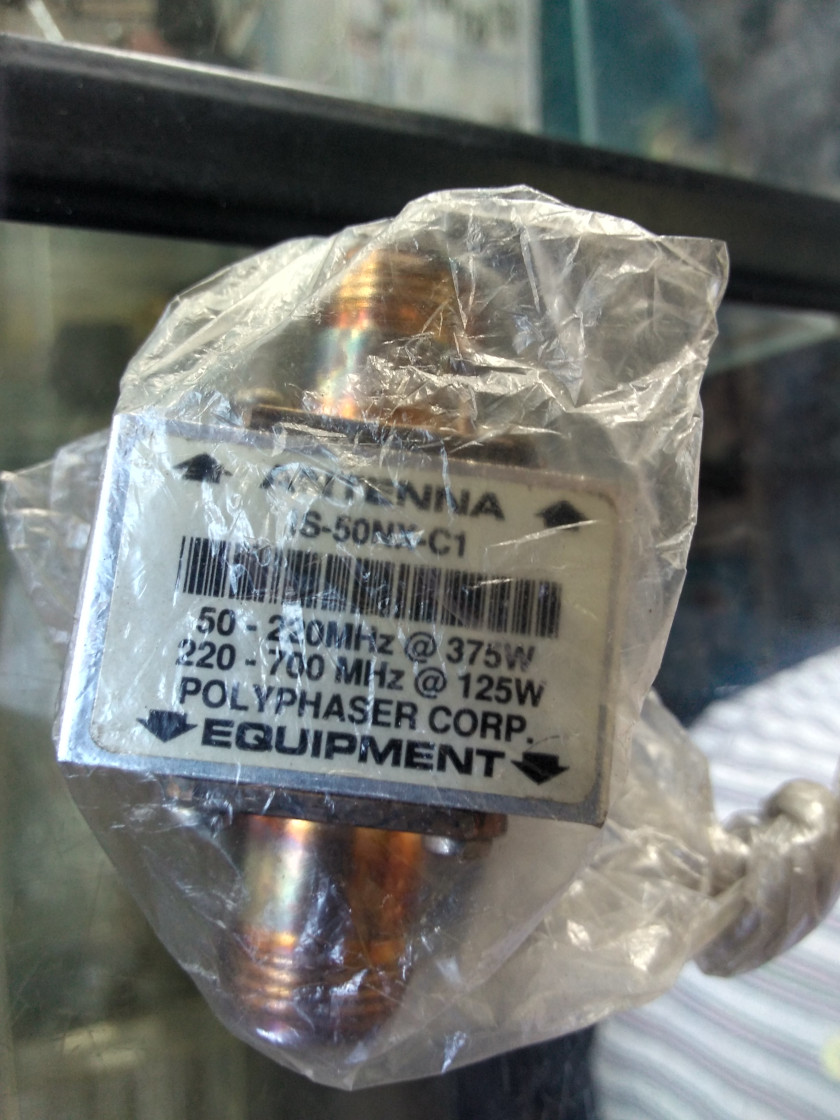 ANTENNA
IS-50NX-C1
50 - 220MHz @ 375W
220 - 700 MHz @ 125W
POLYPHASER CORP.
EQUIPMENT